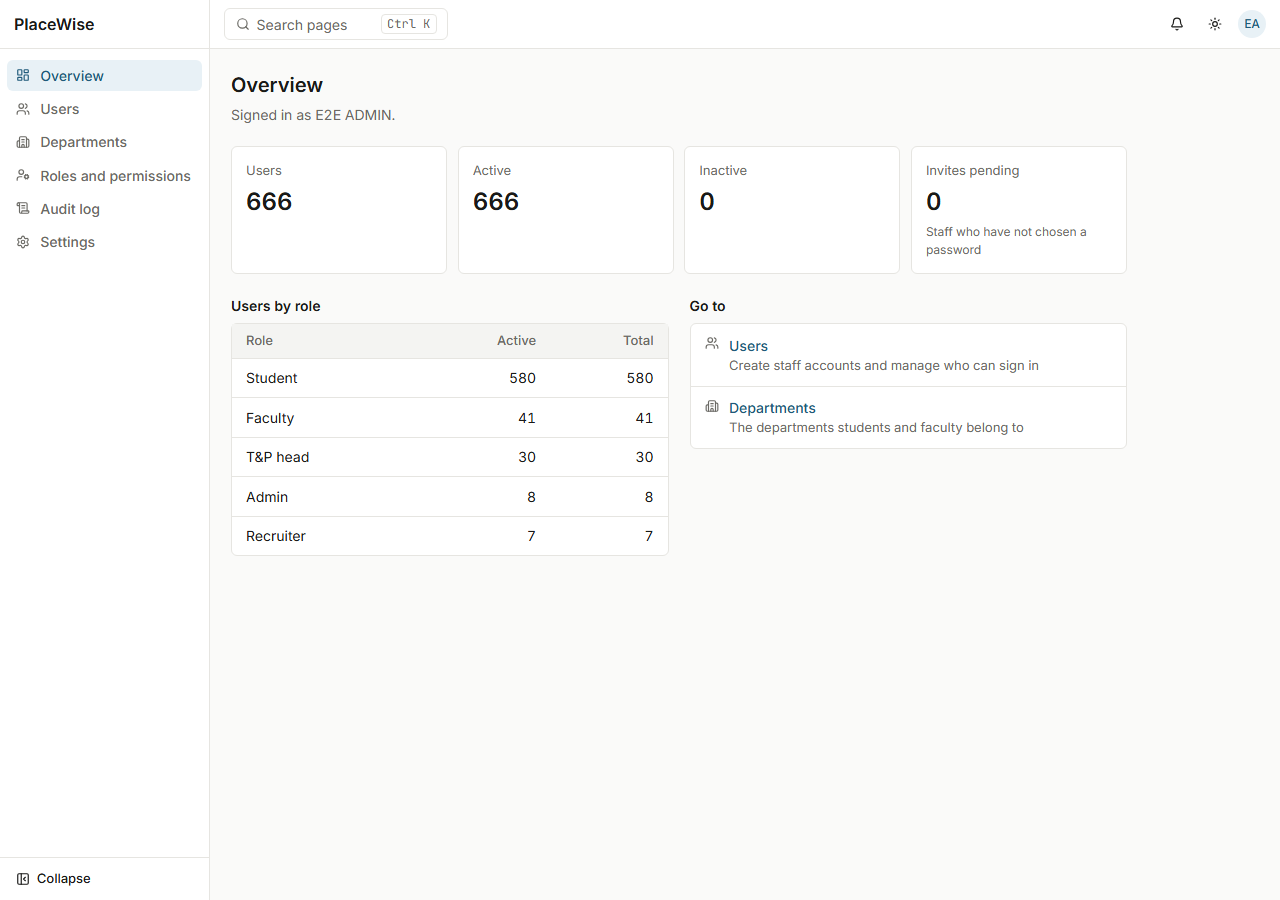 PlaceWise
Search pages
Ctrl K
EA
Overview
Users
Departments
Roles and permissions
Audit log
Settings
Collapse
Overview
Signed in as E2E ADMIN.
Users
666
Active
666
Inactive
0
Invites pending
0
Staff who have not chosen a
password
Users by role
Role Active Total
Student 580 580
Faculty 41 41
T&P head 30 30
Admin 8 8
Recruiter 7 7
Go to
Users
Create staff accounts and manage who can sign in
Departments
The departments students and faculty belong to